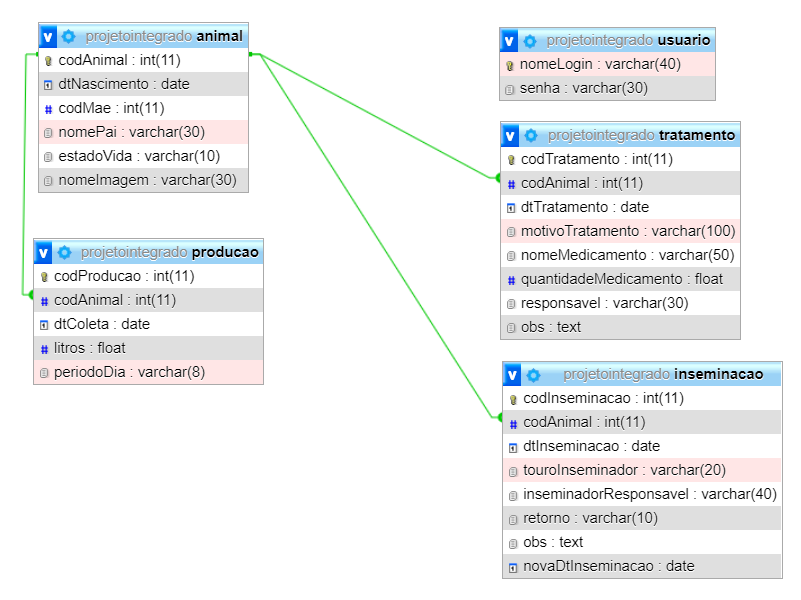 projetointegrado animal
codAnimal : int(11)
dtNascimento : date
codMae : int(11)
nomePai : varchar(30)
estadoVida : varchar(10)
nomeImagem : varchar(30)
projetointegrado producao
codProducao : int(11)
codAnimal : int(11)
dtColeta : date
litros : float
periodoDia : varchar(8)
projetointegrado usuario
nomeLogin : varchar(40)
senha : varchar(30)
projetointegrado tratamento
codTratamento : int(11)
codAnimal : int(11)
dtTratamento : date
motivoTratamento : varchar(100)
nomeMedicamento : varchar(50)
quantidadeMedicamento : float
responsavel : varchar(30)
obs : text
projetointegrado inseminacao
codInseminacao : int(11)
codAnimal : int(11)
dtInseminacao : date
touroInseminador : varchar(20)
inseminadorResponsavel : varchar(40)
retorno : varchar(10)
obs : text
novaDtInseminacao : date